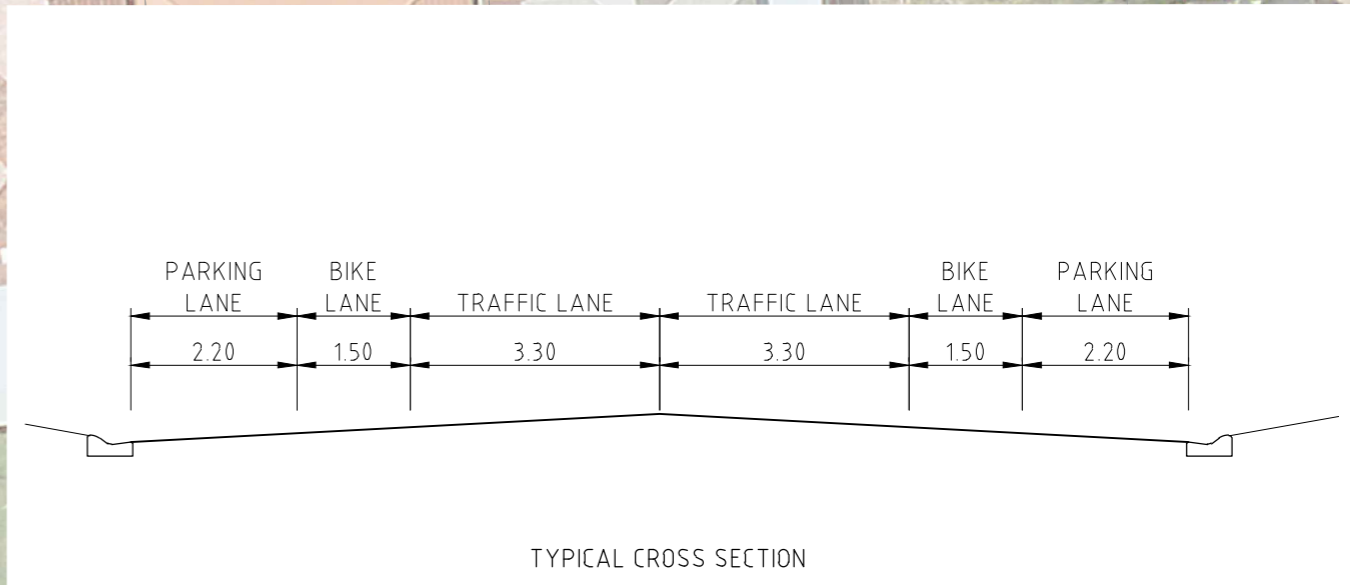 PARKING BIKE BIKE PARKING
LANE LANE TRAFFIC LANE TRAFFIC LANE LANE LANE
2.20 1.50 3.30 3.30 1.50 2.20
TYPICAL CROSS SECTION